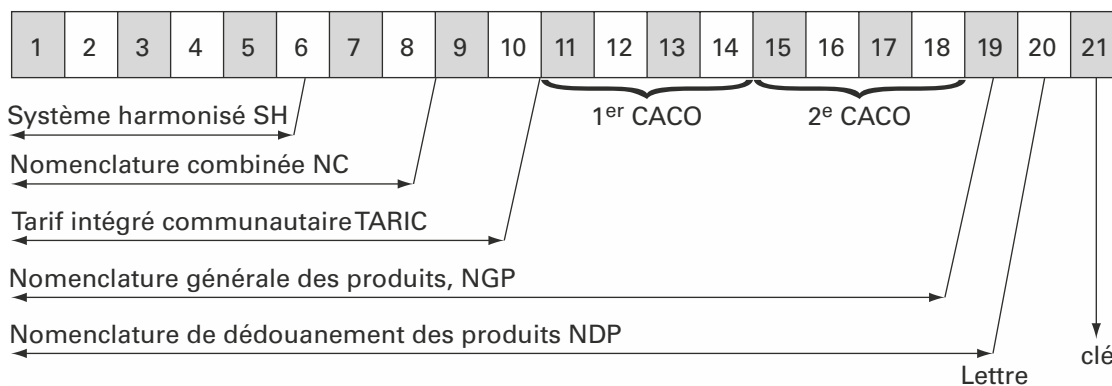 1 2 3 4 5 6 7 8 9 10 11 12 13 14 15 16 17 18 19 20 21
1er CACO 2e CACO
Système harmonisé SH
Nomenclature combinée NC
Tarif intégré communautaire TARIC
Nomenclature générale des produits, NGP
Nomenclature de dédouanement des produits NDP
clé
Lettre